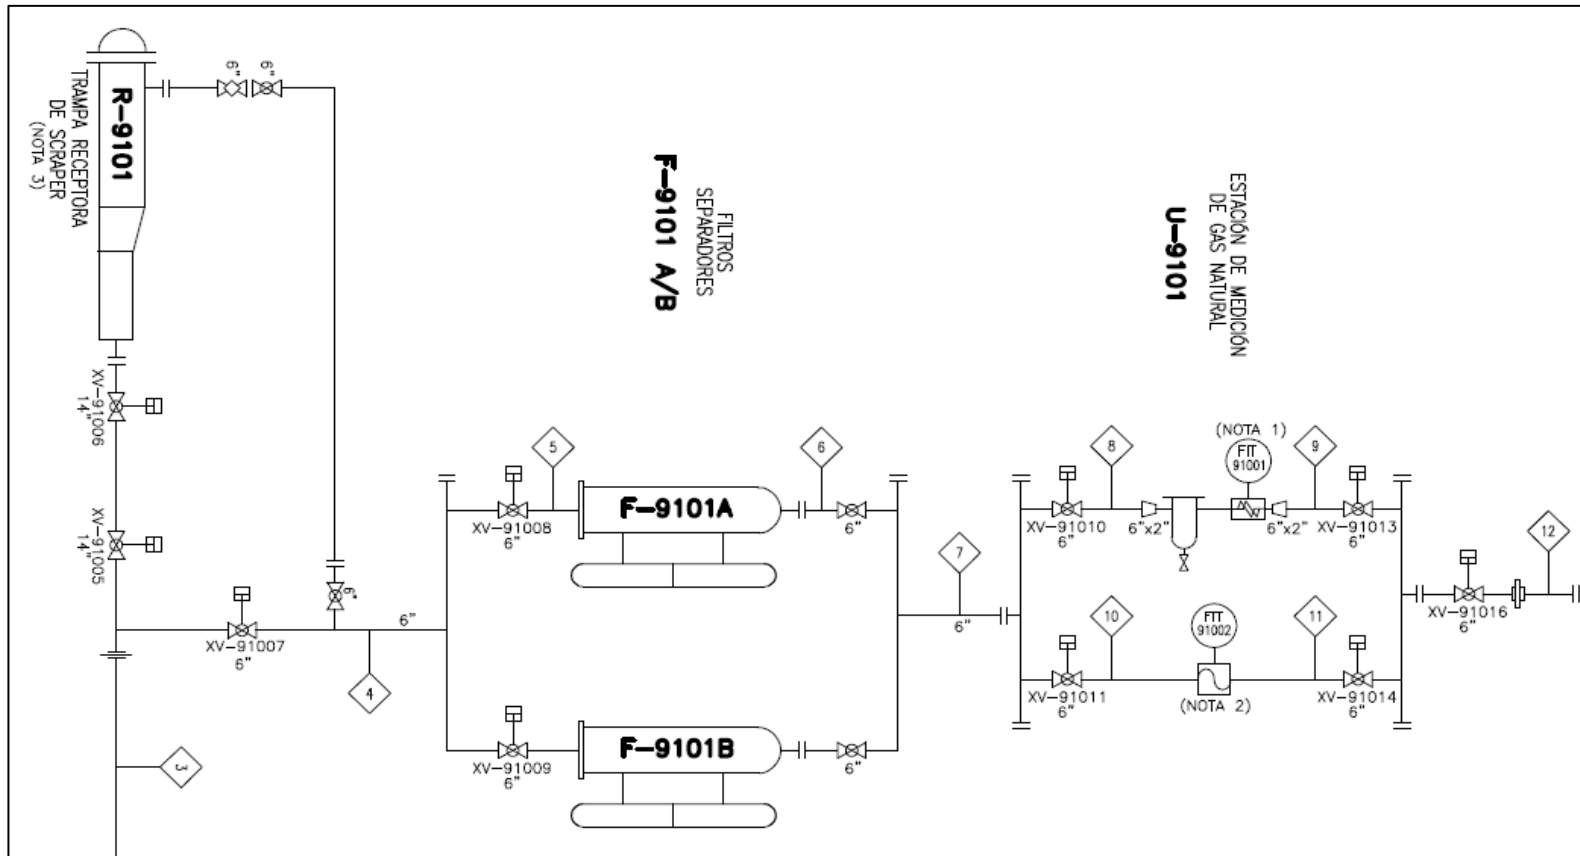 6"
6"
R-9101
TRAMPA RECEPTORA
DE SCRAPER
(NOTA 3)
FILTROS
SEPARADORES
F-9101 A/B
ESTACIÓN DE MEDICIÓN
DE GAS NATURAL
U-9101
XV-91006
14"
XV-91005
14"
XV-91007
6"
6"
6"
4
3
5
XV-91008
6"
F-9101A
6
6"
XV-91009
6"
F-9101B
6"
7
6"
8
XV-91010
6"
6"x2"
(NOTA 1)
FIT
91001
6"x2"
9
XV-91013
6"
10
XV-91011
6"
FIT
91002
(NOTA 2)
11
XV-91014
6"
XV-91016
6"
12